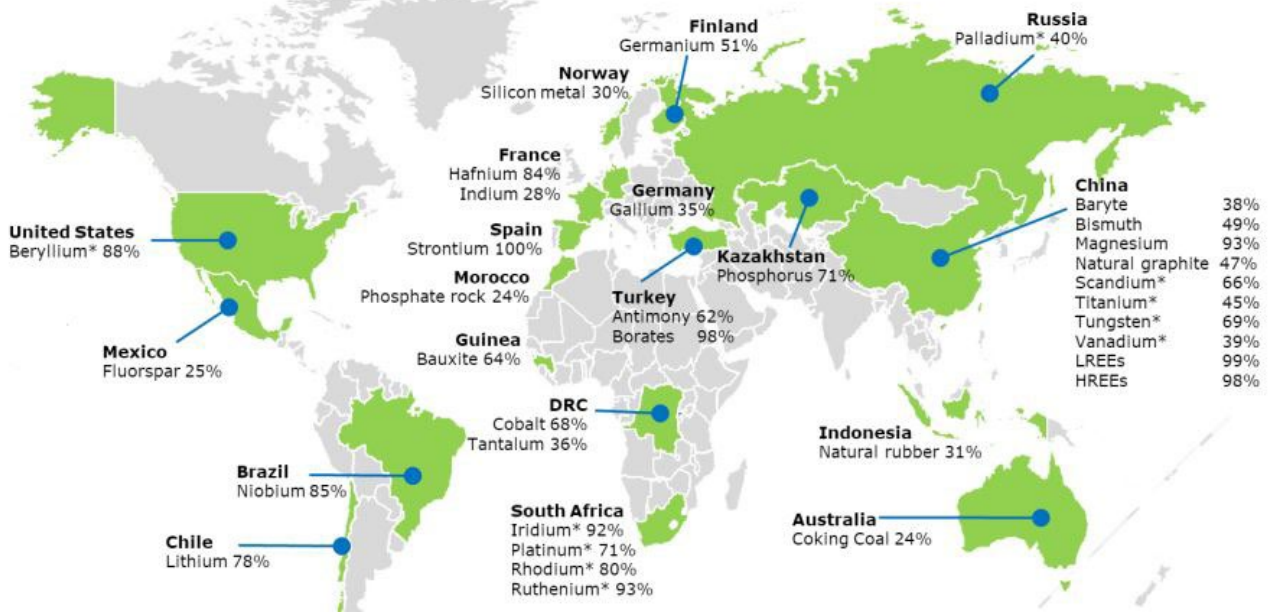 Finland
Germanium 51%
Russia
Palladium* 40%
Norway
Silicon metal 30%
France
Hafnium 84%
Indium 28%
Germany
Gallium 35%
China
Baryte 38%
Bismuth 49%
Magnesium 93%
Natural graphite 47%
Scandium* 66%
Titanium* 45%
Tungsten* 69%
Vanadium* 39%
LREEs 99%
HREEs 98%
United States
Beryllium* 88%
Spain
Strontium 100%
Kazakhstan
Phosphorus 71%
Morocco
Phosphate rock 24%
Turkey
Antimony 62%
Borates 98%
Mexico
Fluorspar 25%
Guinea
Bauxite 64%
DRC
Cobalt 68%
Tantalum 36%
Indonesia
Natural rubber 31%
Brazil
Niobium 85%
South Africa
Iridium* 92%
Platinum* 71%
Rhodium* 80%
Ruthenium* 93%
Australia
Coking Coal 24%
Chile
Lithium 78%